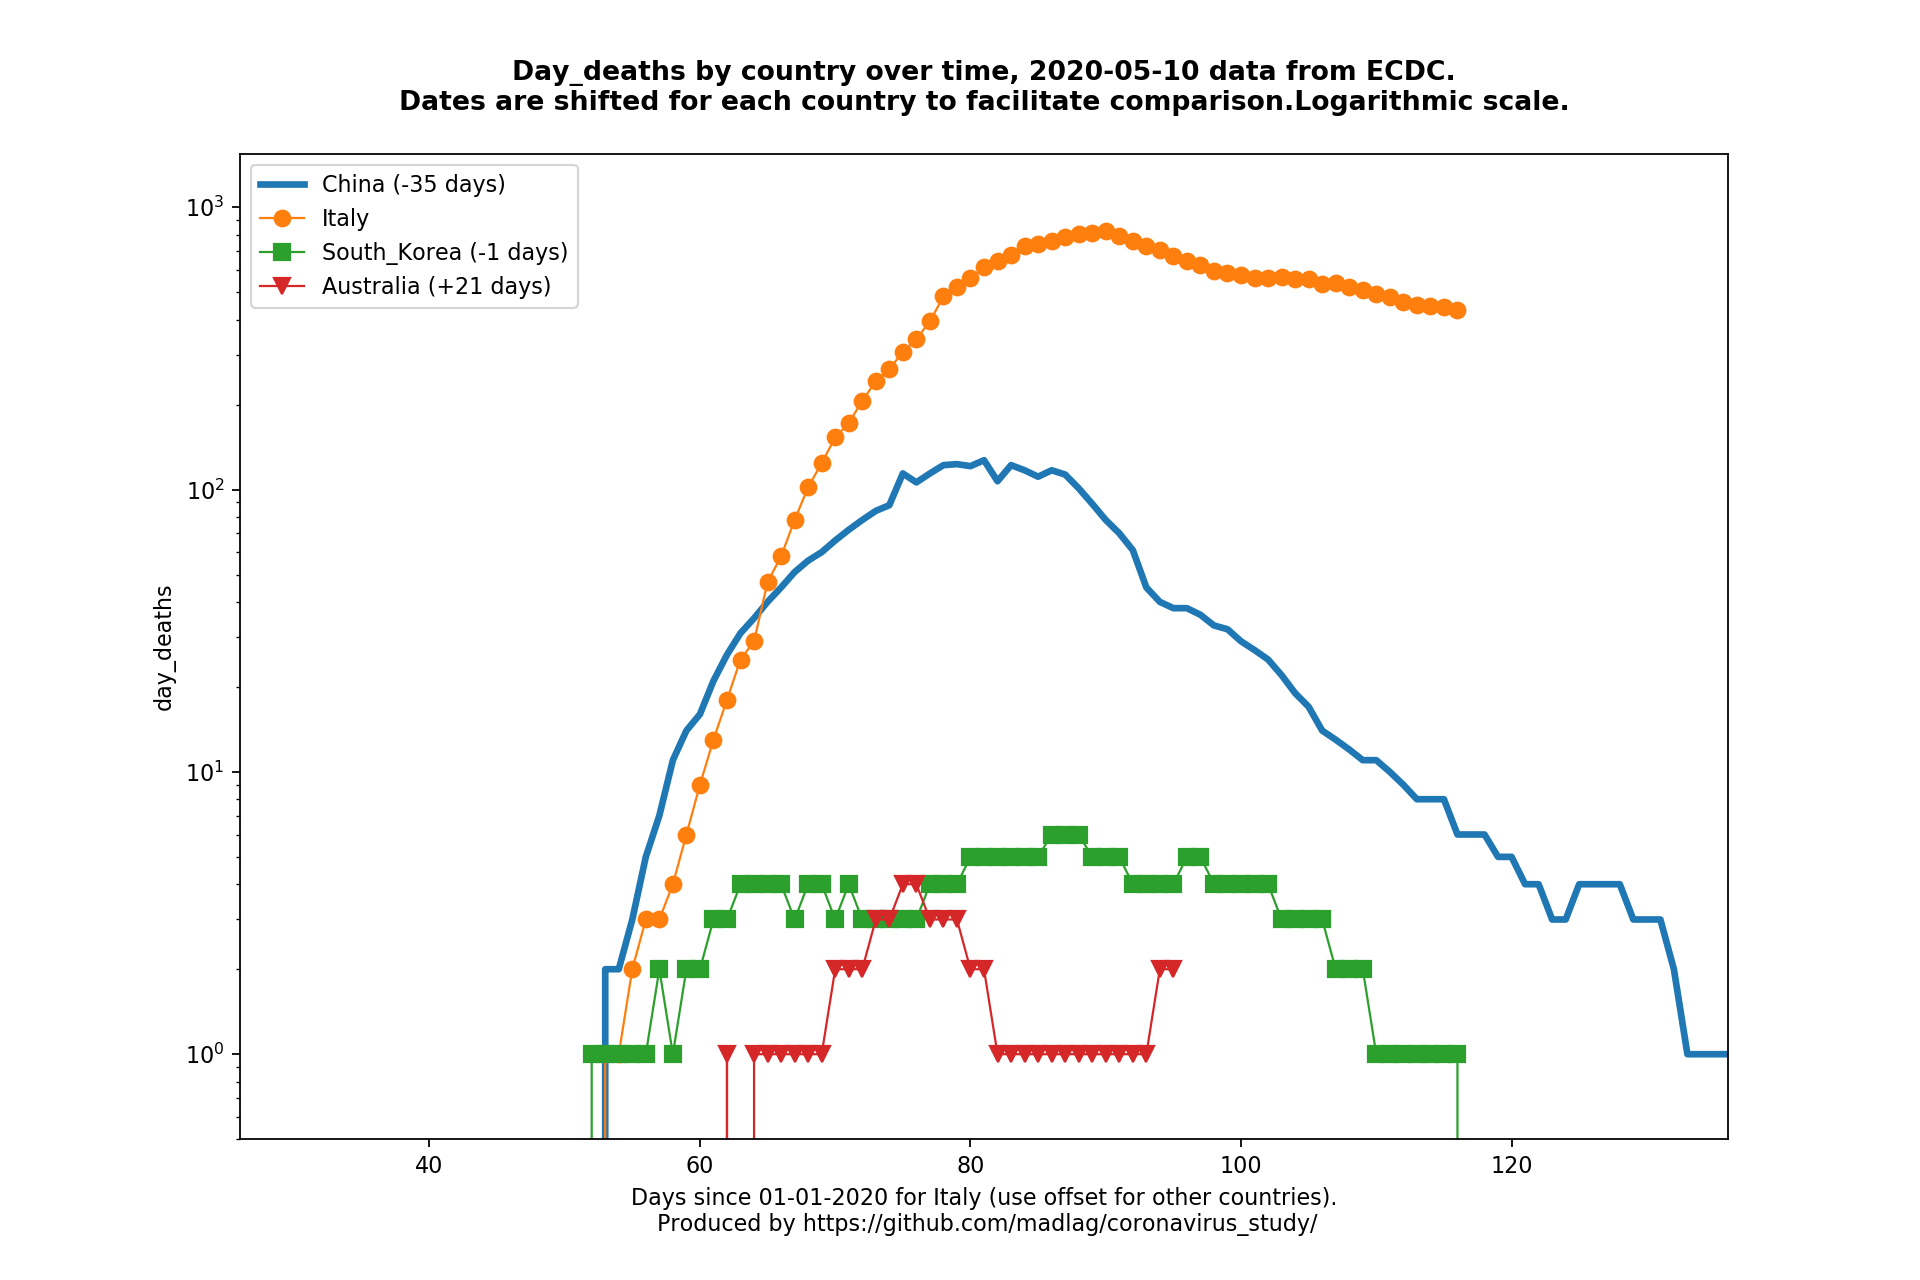 Day_deaths by country over time, 2020-05-10 data from ECDC.
Dates are shifted for each country to facilitate comparison.Logarithmic scale.
China (-35 days)
Italy
South_Korea (-1 days)
Australia (+21 days)
10³
10²
10¹
10⁰
day_deaths
40 60 80 100 120
Days since 01-01-2020 for Italy (use offset for other countries).
Produced by https://github.com/madlag/coronavirus_study/